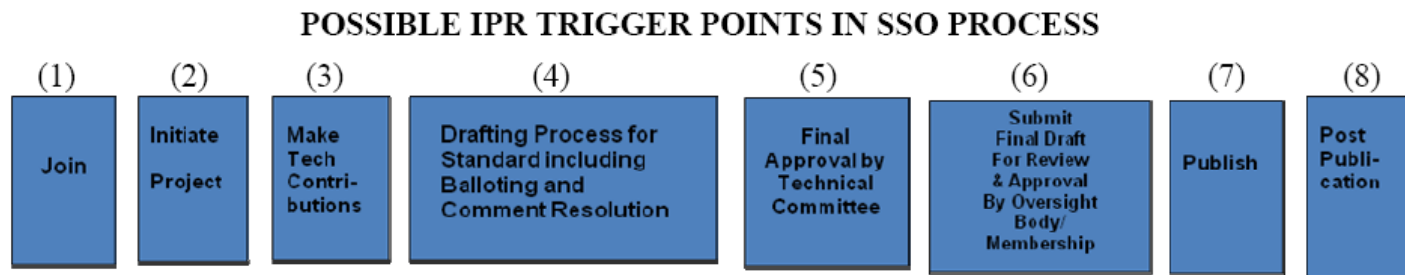 POSSIBLE IPR TRIGGER POINTS IN SSO PROCESS
(1)
Join
(2)
Initiate
Project
(3)
Make
Tech
Contri-
butions
(4)
Drafting Process for
Standard including
Balloting and
Comment Resolution
(5)
Final
Approval by
Technical
Committee
(6)
Submit
Final Draft
For Review
& Approval
By Oversight
Body/
Membership
(7)
Publish
(8)
Post
Publi-
cation